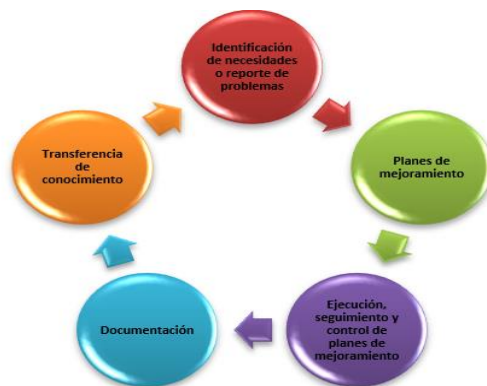 Identificación
de necesidades
o reporte de
problemas
Planes de
mejoramiento
Ejecución,
seguimiento y
control de
planes de
mejoramiento
Documentación
Transferencia
de
conocimiento